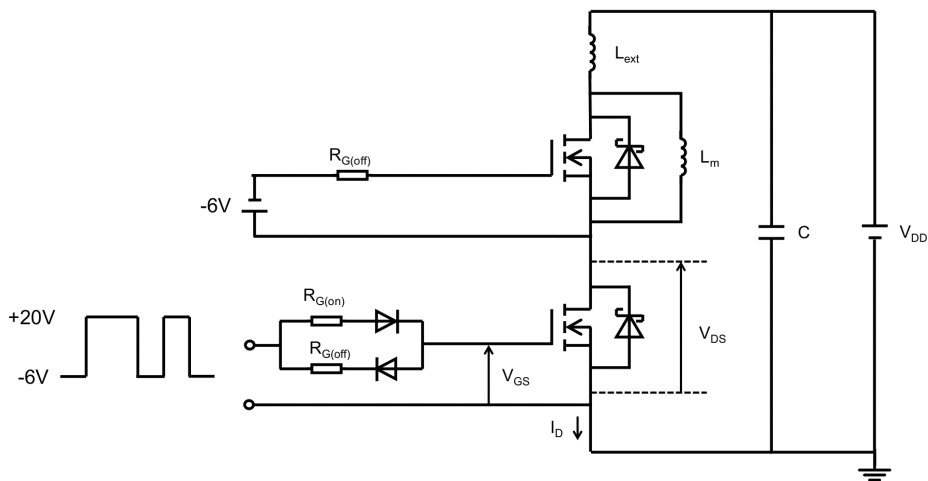 L_ext
R_G(off)
L_m
-6V
C
V_DD
R_G(on)
+20V
R_G(off)
V_DS
-6V
V_GS
I_D